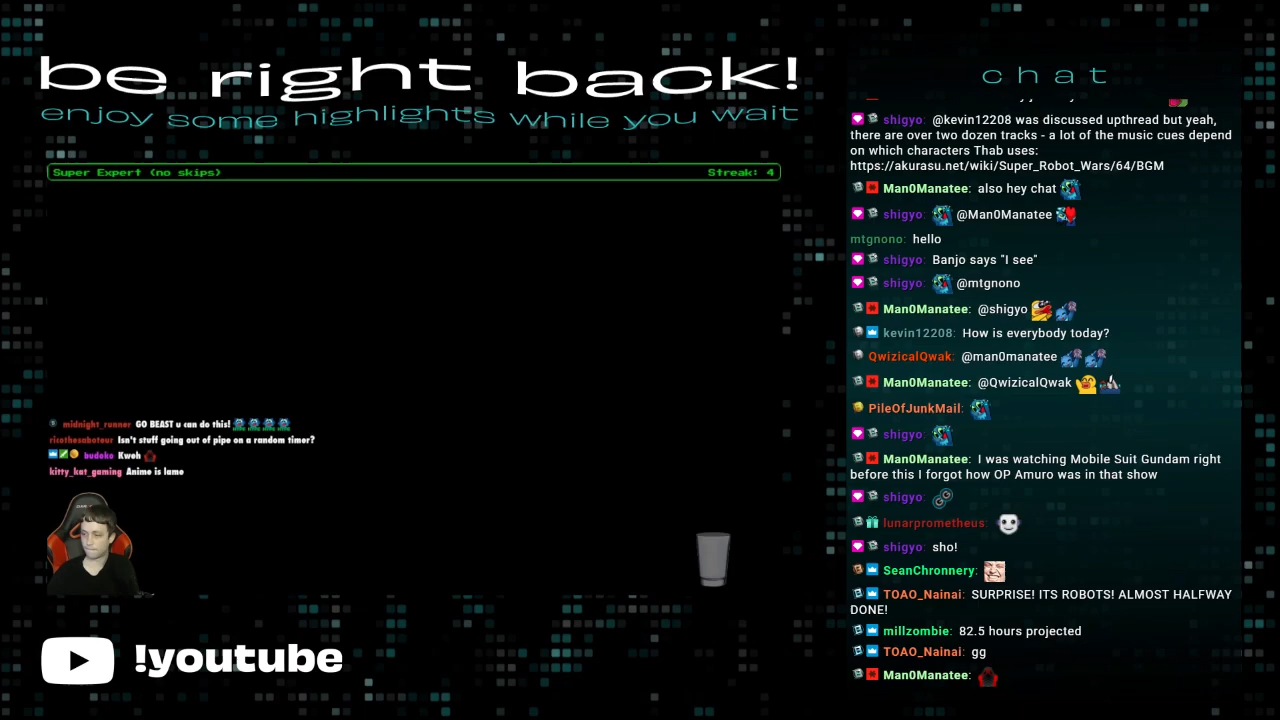 be right back!
enjoy some highlights while you wait
Super Expert (no skips) Streak: 4
midnight_runner GO BEAST u can do this!
ricothesaboteur Isn't stuff going out of pipe on a random timer?
budoko Kweh
kitty_kat_gaming Anime is lame
!youtube
chat
shigyo: @kevin12208 was discussed upthread but yeah,
there are over two dozen tracks - a lot of the music cues depend
on which characters Thab uses:
https://akurasu.net/wiki/Super_Robot_Wars/64/BGM
Man0Manatee: also hey chat
shigyo: @Man0Manatee
mtgnono: hello
shigyo: Banjo says "I see"
shigyo: @mtgnono
Man0Manatee: @shigyo
kevin12208: How is everybody today?
QwizicalQwak: @man0manatee
Man0Manatee: @QwizicalQwak
PileOfJunkMail:
shigyo:
Man0Manatee: I was watching Mobile Suit Gundam right
before this I forgot how OP Amuro was in that show
shigyo:
lunarprometheus:
shigyo: sho!
SeanChronnery:
TOAO_Nainai: SURPRISE! ITS ROBOTS! ALMOST HALFWAY
DONE!
millzombie: 82.5 hours projected
TOAO_Nainai: gg
Man0Manatee: